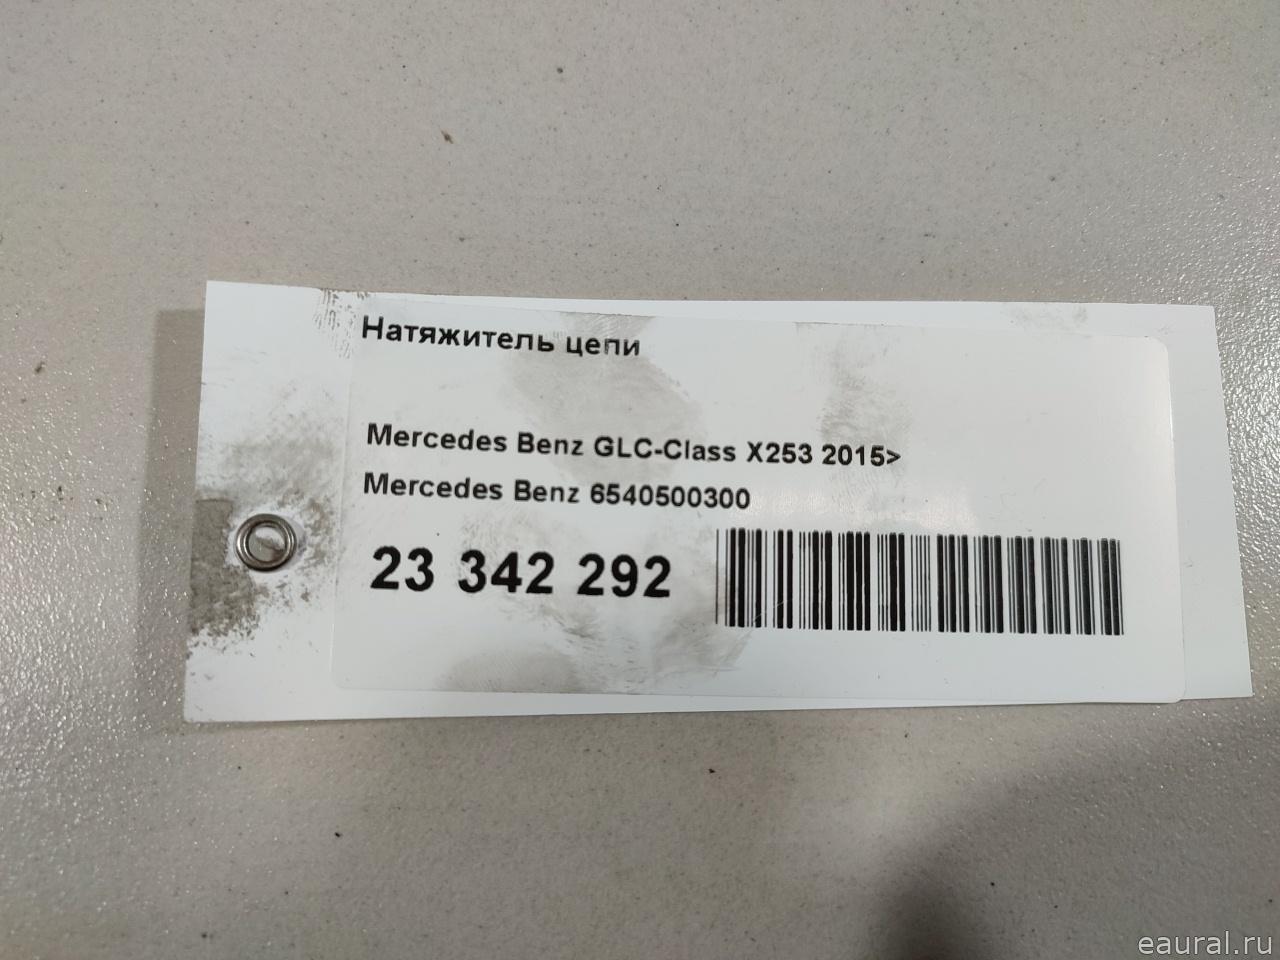 Натяжитель цепи
Mercedes Benz GLC-Class X253 2015>
Mercedes Benz 6540500300
23 342 292
eaural.ru